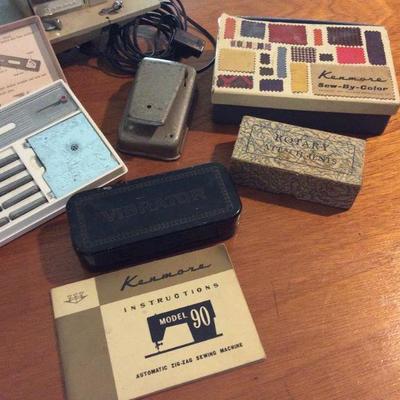 Kenmore
Sew-By-Color
ROTARY
ATTACHMENTS
VIBRATOR
Kenmore
INSTRUCTIONS
MODEL
90
AUTOMATIC ZIG-ZAG SEWING MACHINE